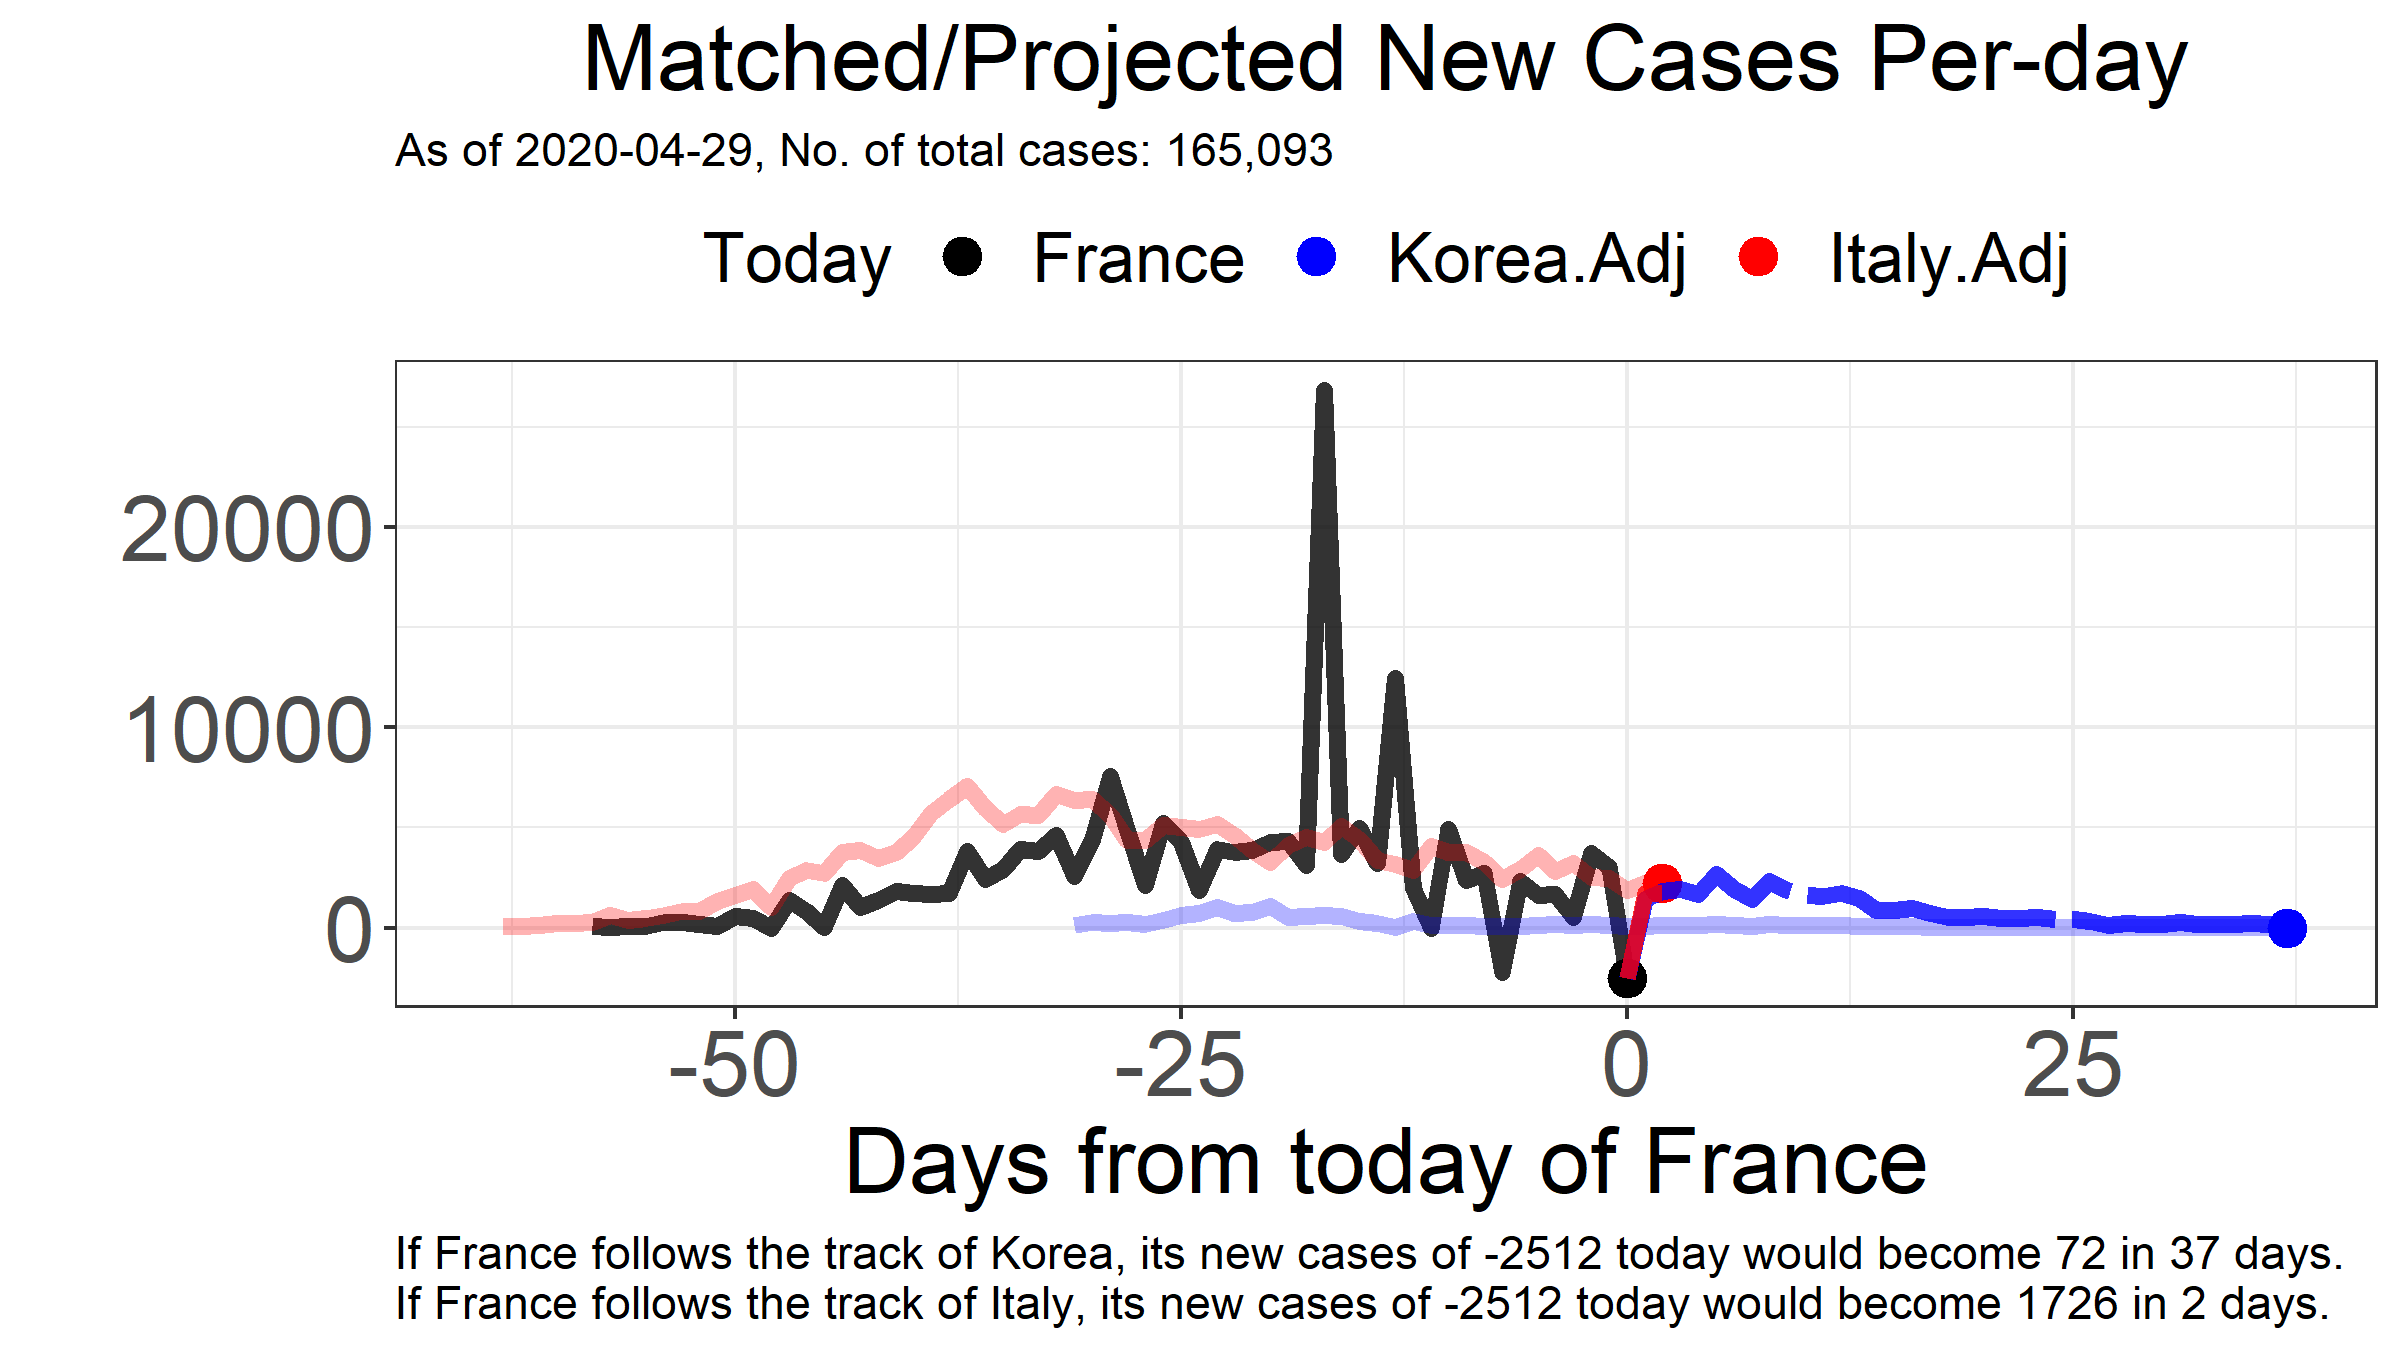 Matched/Projected New Cases Per-day
As of 2020-04-29, No. of total cases: 165,093
Today France Korea.Adj Italy.Adj
20000
10000
0
-50 -25 0 25
Days from today of France
If France follows the track of Korea, its new cases of -2512 today would become 72 in 37 days.
If France follows the track of Italy, its new cases of -2512 today would become 1726 in 2 days.